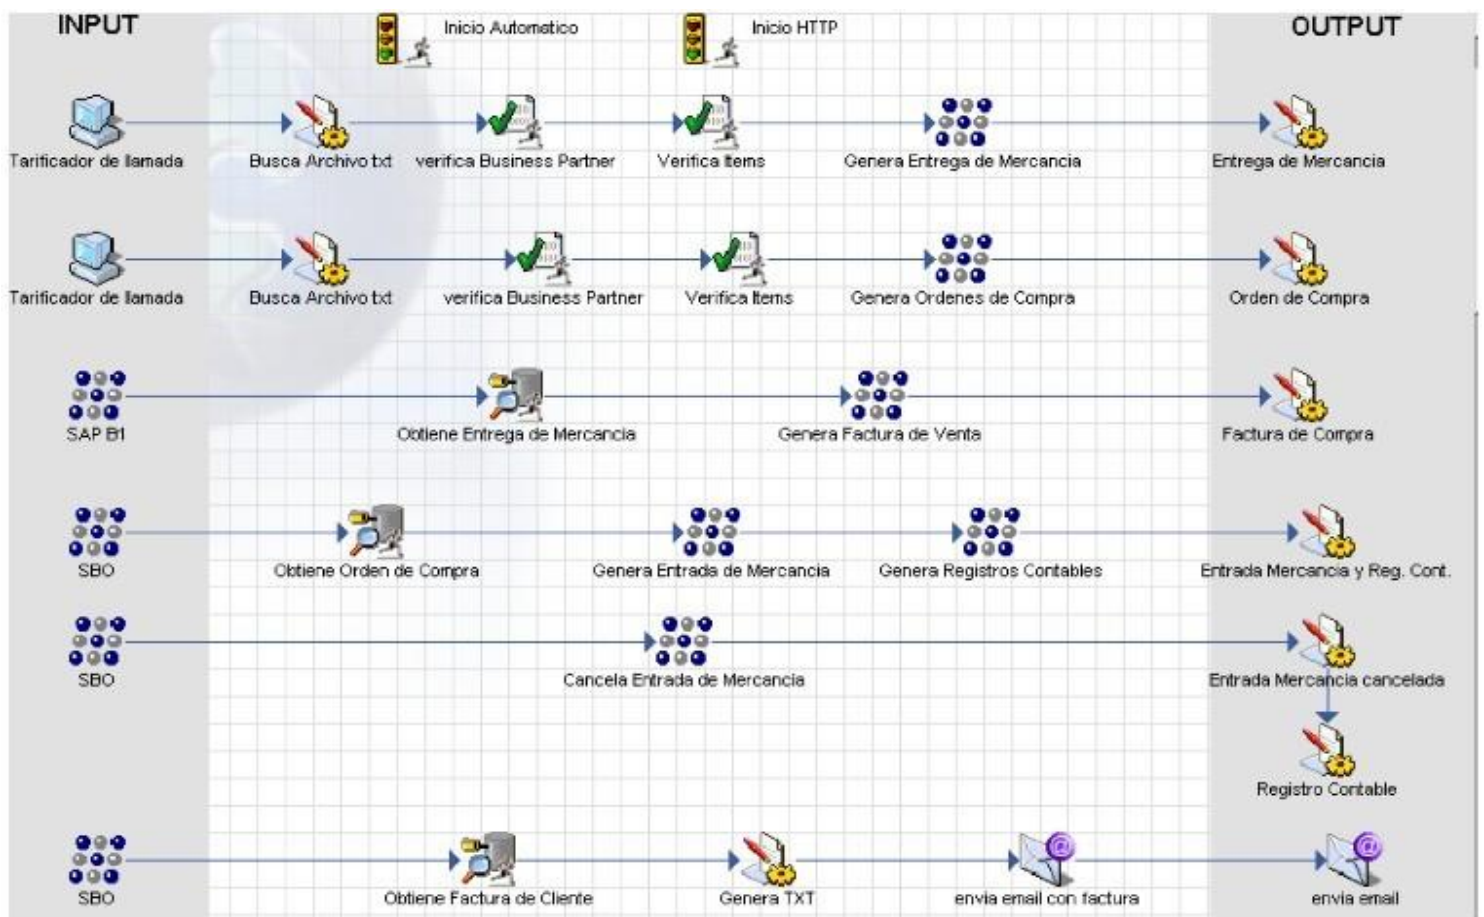 INPUT
Inicio Automatico
Inicio HTTP
OUTPUT
Tarificador de llamada
Busca Archivo txt
verifica Business Partner
Verifica Items
Genera Entrega de Mercancia
Entrega de Mercancia
Tarificador de llamada
Busca Archivo txt
verifica Business Partner
Verifica Items
Genera Ordenes de Compra
Orden de Compra
SAP B1
Obtiene Entrega de Mercancia
Genera Factura de Venta
Factura de Compra
SBO
Obtiene Orden de Compra
Genera Entrada de Mercancia
Genera Registros Contables
Entrada Mercancia y Reg. Cont.
SBO
Cancela Entrada de Mercancia
Entrada Mercancia cancelada
Registro Contable
SBO
Obtiene Factura de Cliente
Genera TXT
envia email con factura
envia email